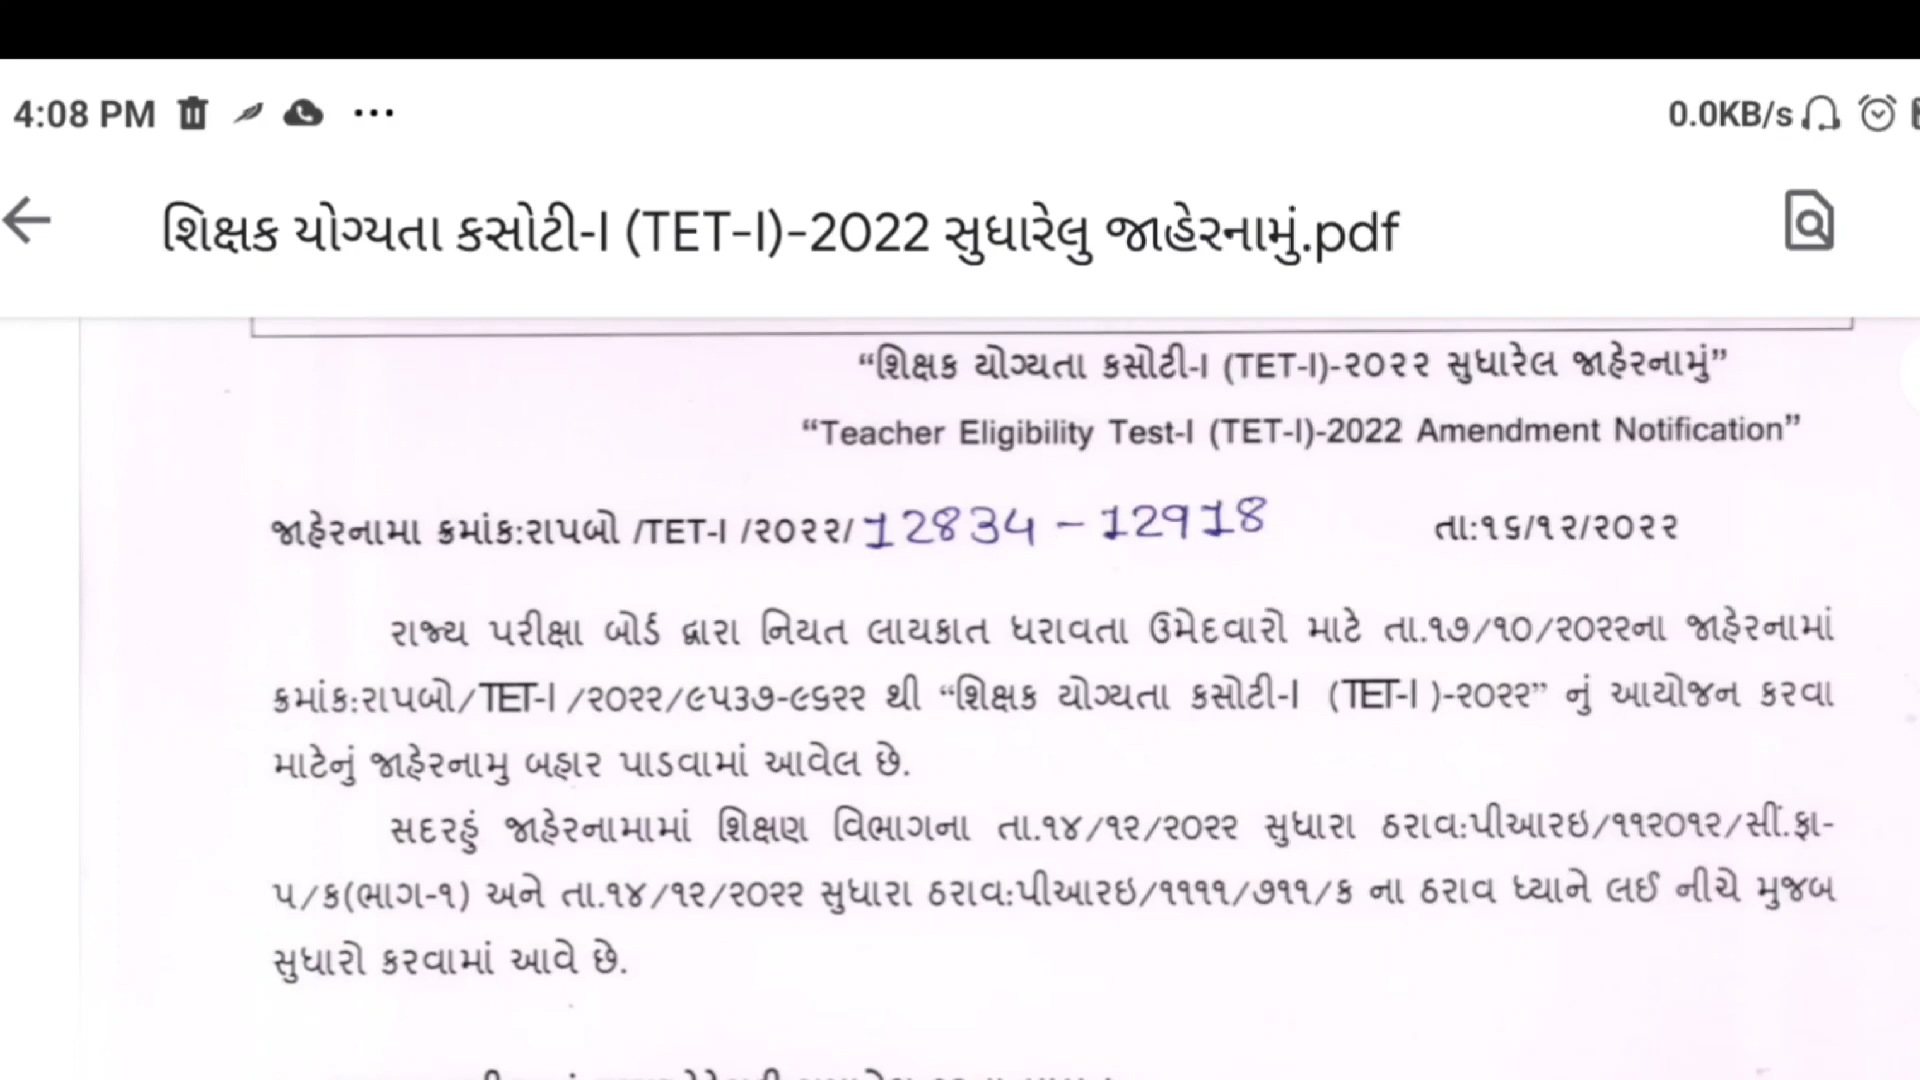 4:08 PM ... 0.0KB/s
શિક્ષક યોગ્યતા કસોટી-I (TET-I)-2022 સુધારેલુ જાહેરનામું.pdf
“શિક્ષક યોગ્યતા કસોટી-I (TET-I)-૨૦૨૨ સુધારેલ જાહેરનામું”
“Teacher Eligibility Test-I (TET-I)-2022 Amendment Notification”
જાહેરનામા ક્રમાંક:રાપબો /TET-I /૨૦૨૨/ 12834 - 12918 તા:૧૬/૧૨/૨૦૨૨
રાજ્ય પરીક્ષા બોર્ડ દ્વારા નિયત લાયકાત ધરાવતા ઉમેદવારો માટે તા.૧૭/૧૦/૨૦૨૨ના જાહેરનામાં
ક્રમાંક:રાપબો/TET-I /૨૦૨૨/૯૫૩૭-૯૬૨૨ થી “શિક્ષક યોગ્યતા કસોટી-I (TET-I )-૨૦૨૨” નું આયોજન કરવા
માટેનું જાહેરનામુ બહાર પાડવામાં આવેલ છે.
સદરહું જાહેરનામામાં શિક્ષણ વિભાગના તા.૧૪/૧૨/૨૦૨૨ સુધારા ઠરાવ:પીઆરઇ/૧૧૨૦૧૨/સીં.ફા-
૫/ક(ભાગ-૧) અને તા.૧૪/૧૨/૨૦૨૨ સુધારા ઠરાવ:પીઆરઇ/૧૧૧૧/૭૧૧/ક ના ઠરાવ ધ્યાને લઈ નીચે મુજબ
સુધારો કરવામાં આવે છે.